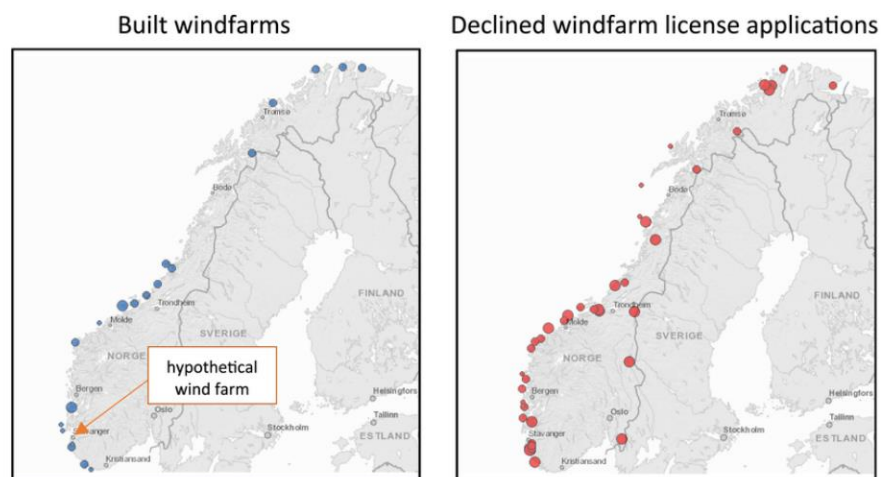 Built windfarms
Declined windfarm license applications
Tromsø
Bodø
Trondheim
Molde
FINLAND
SVERIGE
NORGE
hypothetical
wind farm
Bergen
Oslo
Helsingfors
Tallinn
Stavanger
Stockholm
ESTLAND
Kristiansand
Tromsø
Bodø
Trondheim
Molde
FINLAND
SVERIGE
NORGE
Bergen
Oslo
Helsingfors
Tallinn
Stavanger
Stockholm
ESTLAND
Kristiansand